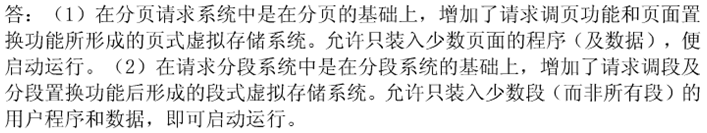 答：（1）在分页请求系统中是在分页的基础上，增加了请求调页功能和页面置
换功能所形成的页式虚拟存储系统。允许只装入少数页面的程序（及数据），便
启动运行。（2）在请求分段系统中是在分段系统的基础上，增加了请求调段及
分段置换功能后形成的段式虚拟存储系统。允许只装入少数段（而非所有段）的
用户程序和数据，即可启动运行。